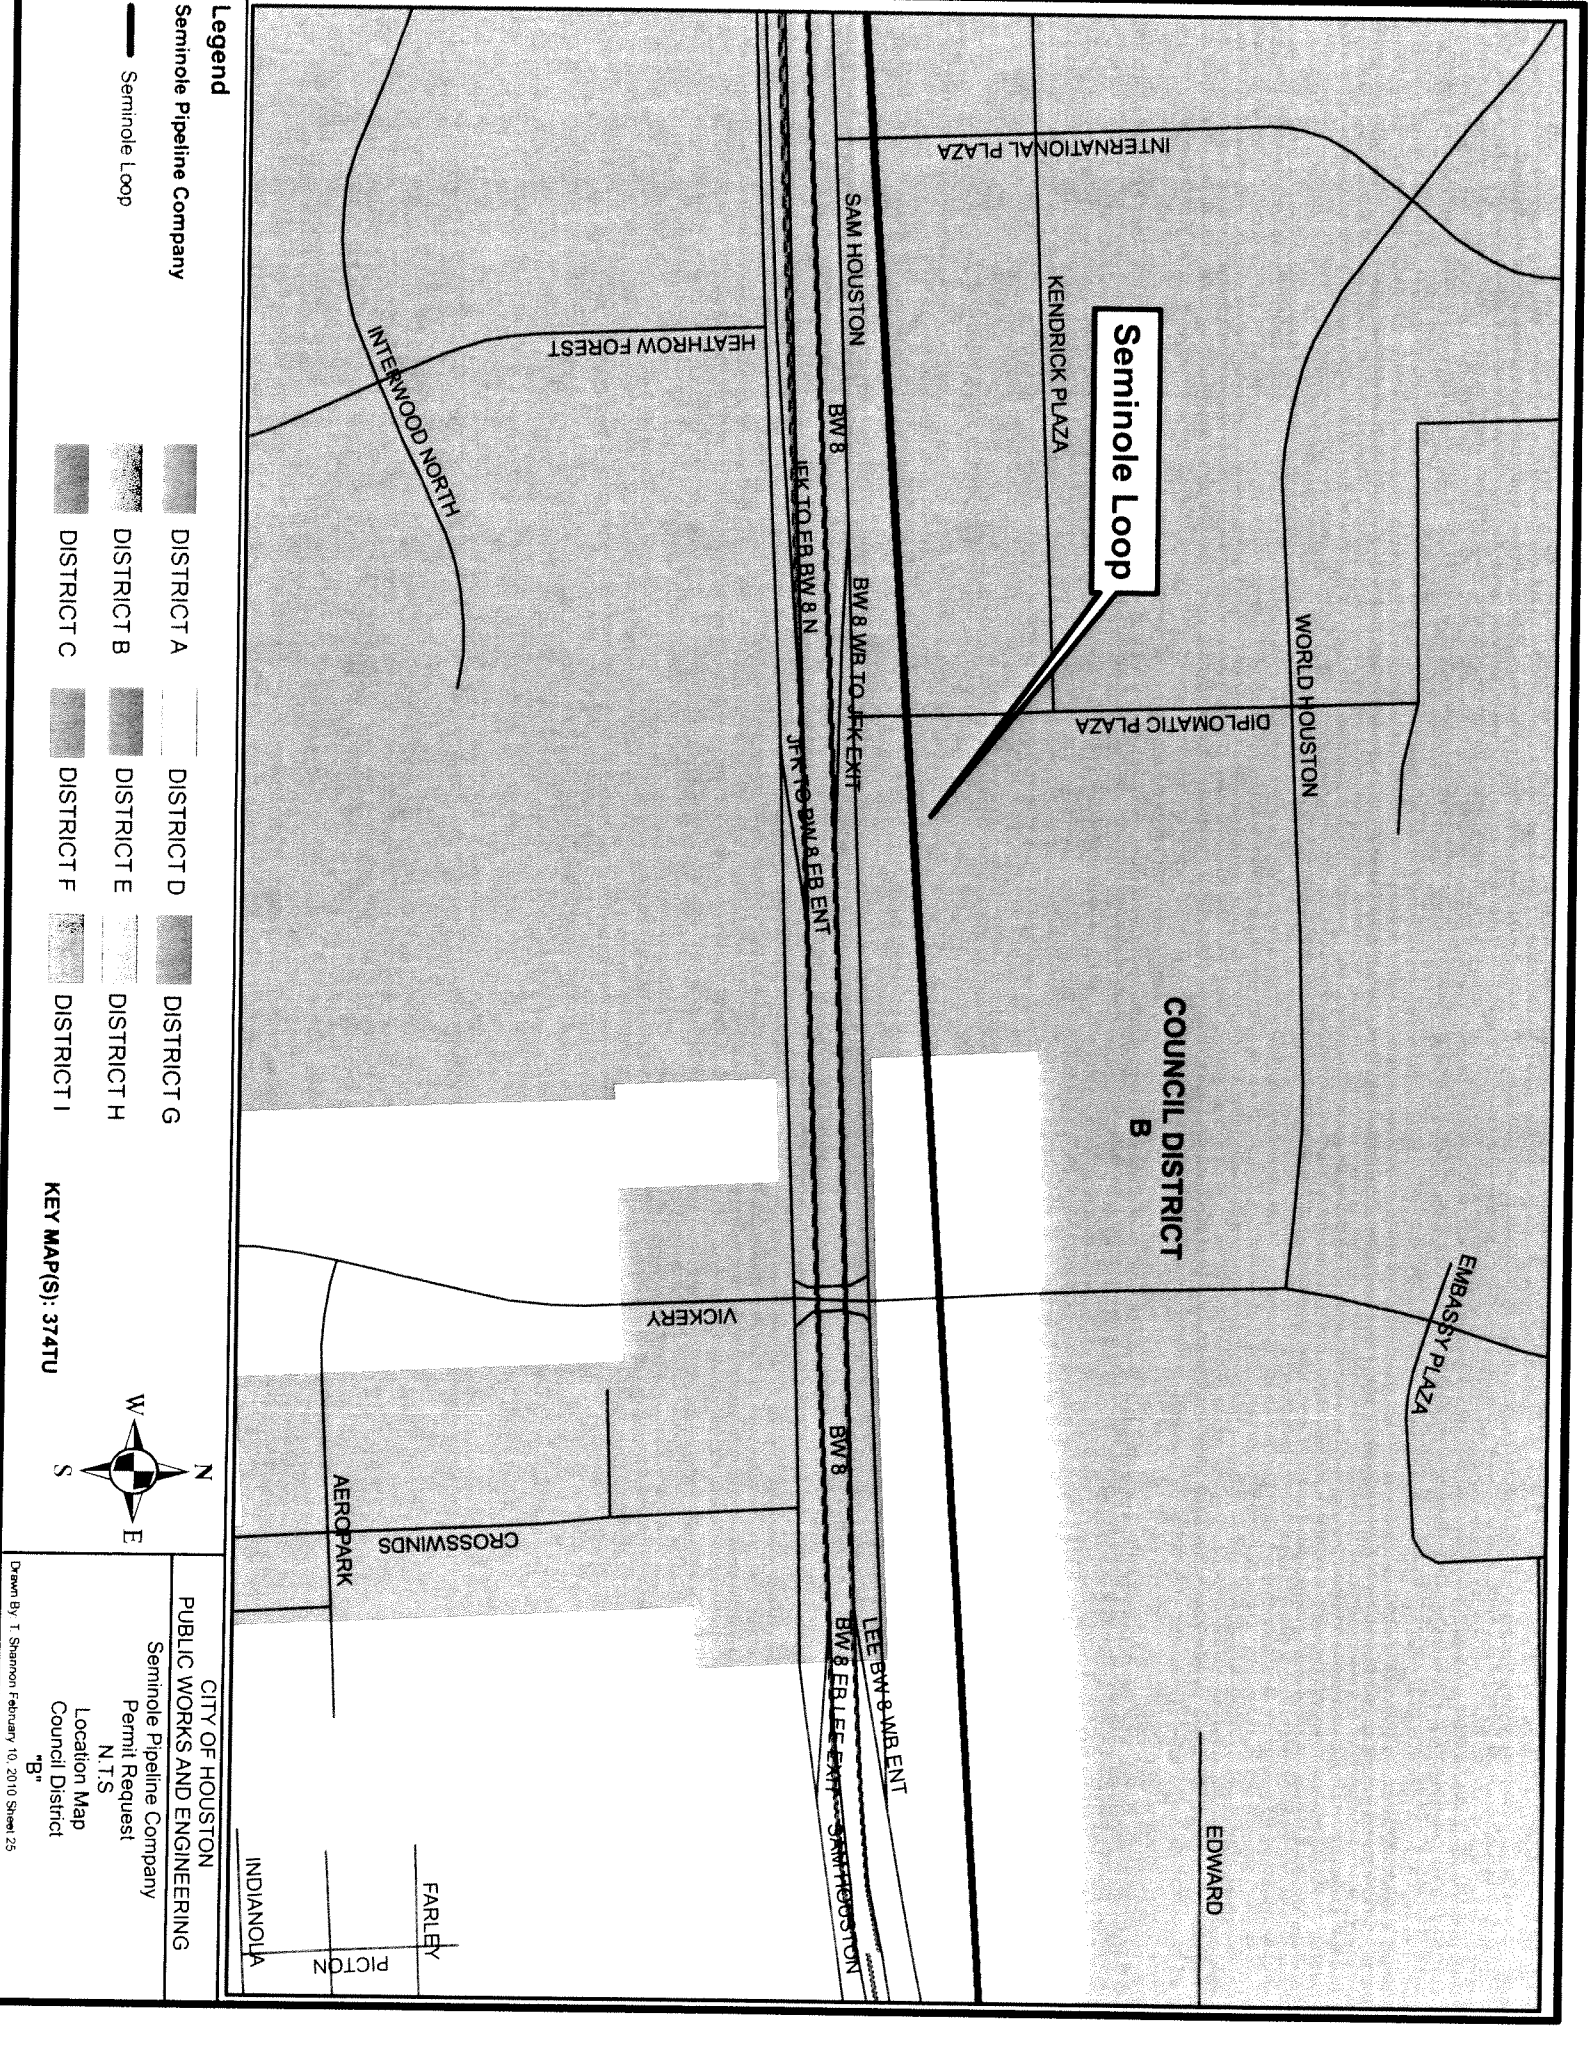 INTERNATIONAL PLAZA
KENDRICK PLAZA
WORLD HOUSTON
DIPLOMATIC PLAZA
EMBASSY PLAZA
EDWARD
Seminole Loop
COUNCIL DISTRICT
B
SAM HOUSTON
BW 8
BW 8 WB TO JFK EXIT
JFK TO EB BW 8 N
JFK TO BW 8 EB ENT
BW 8
LEE BW 8 WB ENT
BW 8 EB LEE EXIT
SAM HOUSTON
HEATHROW FOREST
INTERWOOD NORTH
VICKERY
AEROPARK
CROSSWINDS
FARLEY
PICTON
INDIANOLA
Legend
Seminole Pipeline Company
Seminole Loop
DISTRICT A
DISTRICT B
DISTRICT C
DISTRICT D
DISTRICT E
DISTRICT F
DISTRICT G
DISTRICT H
DISTRICT I
KEY MAP(S): 374TU
N
W
E
S
CITY OF HOUSTON
PUBLIC WORKS AND ENGINEERING
Seminole Pipeline Company
Permit Request
N.T.S
Location Map
Council District
"B"
Drawn By: T. Shannon February 10, 2010 Sheet 25